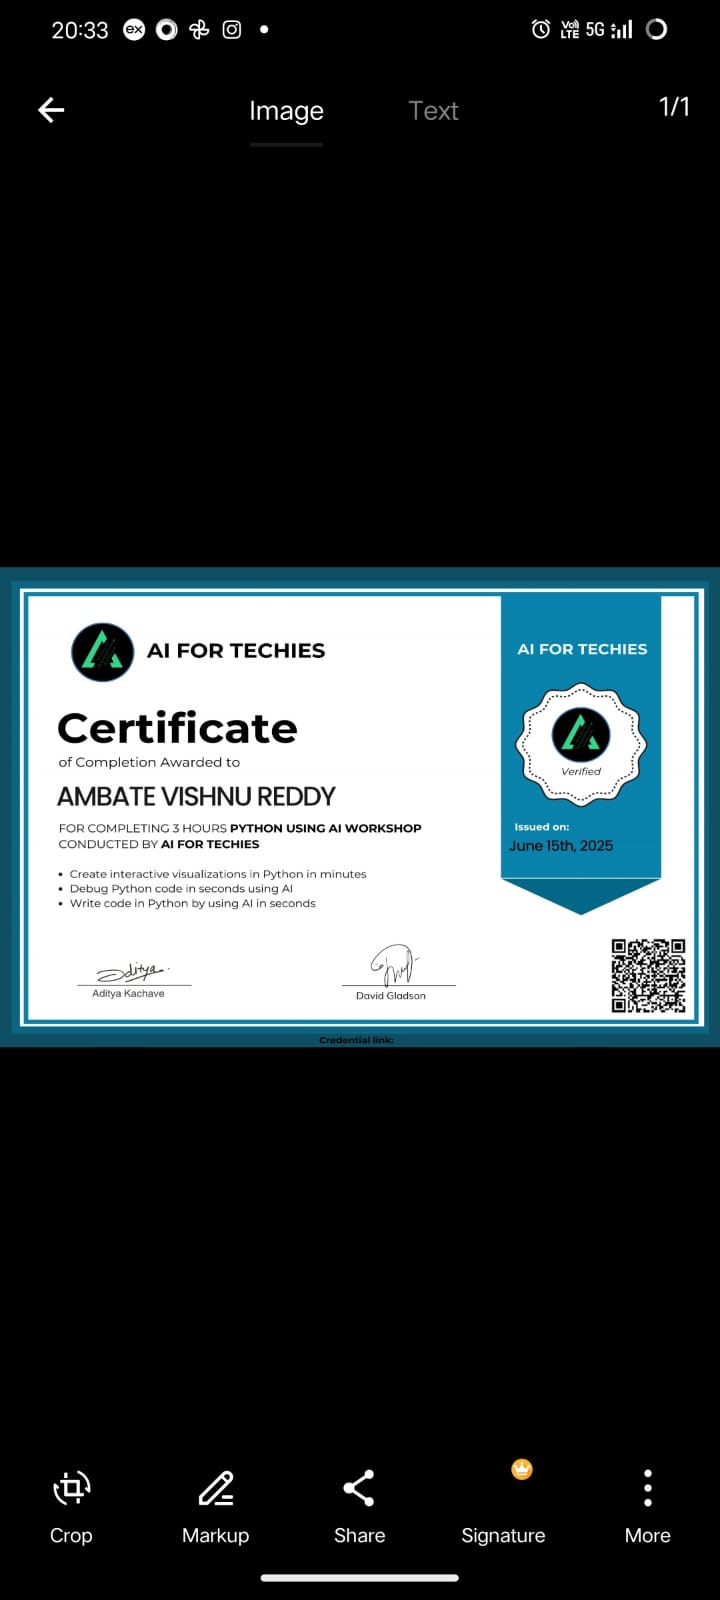 20:33
ex
Vo))
LTE
5G
Image
Text
1/1
AI FOR TECHIES
AI FOR TECHIES
Certificate
of Completion Awarded to
AMBATE VISHNU REDDY
Verified
FOR COMPLETING 3 HOURS PYTHON USING AI WORKSHOP
CONDUCTED BY AI FOR TECHIES
Issued on:
June 15th, 2025
• Create interactive visualizations in Python in minutes
• Debug Python code in seconds using AI
• Write code in Python by using AI in seconds
Aditya
Aditya Kachave
David Gladson
Credential link:
Crop
Markup
Share
Signature
More